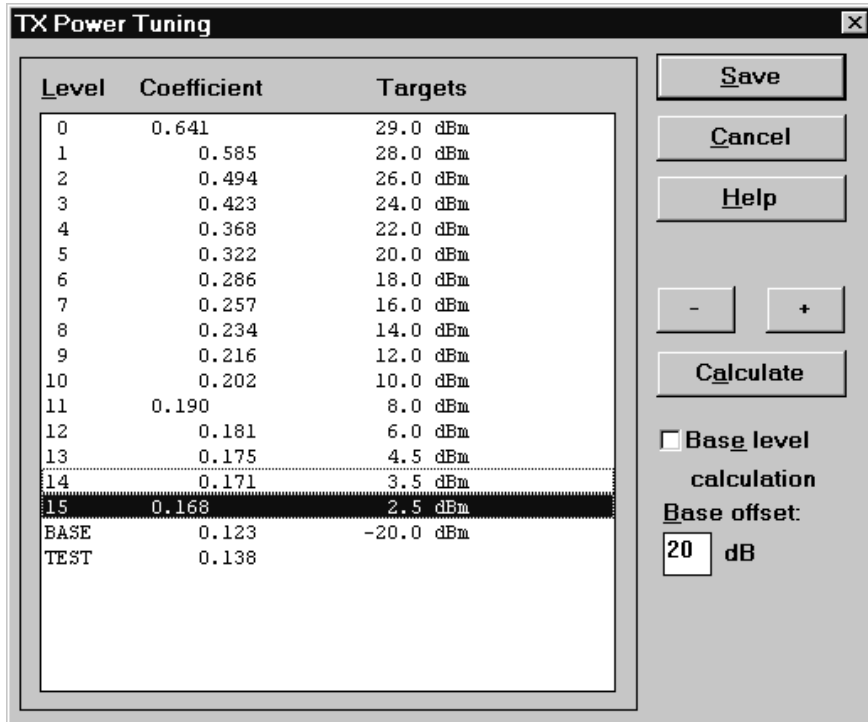 TX Power Tuning
Level Coefficient Targets
0 0.641 29.0 dBm
1 0.585 28.0 dBm
2 0.494 26.0 dBm
3 0.423 24.0 dBm
4 0.368 22.0 dBm
5 0.322 20.0 dBm
6 0.286 18.0 dBm
7 0.257 16.0 dBm
8 0.234 14.0 dBm
9 0.216 12.0 dBm
10 0.202 10.0 dBm
11 0.190 8.0 dBm
12 0.181 6.0 dBm
13 0.175 4.5 dBm
14 0.171 3.5 dBm
15 0.168 2.5 dBm
BASE 0.123 -20.0 dBm
TEST 0.138
Save
Cancel
Help
- +
Calculate
Base level
calculation
Base offset:
20 dB